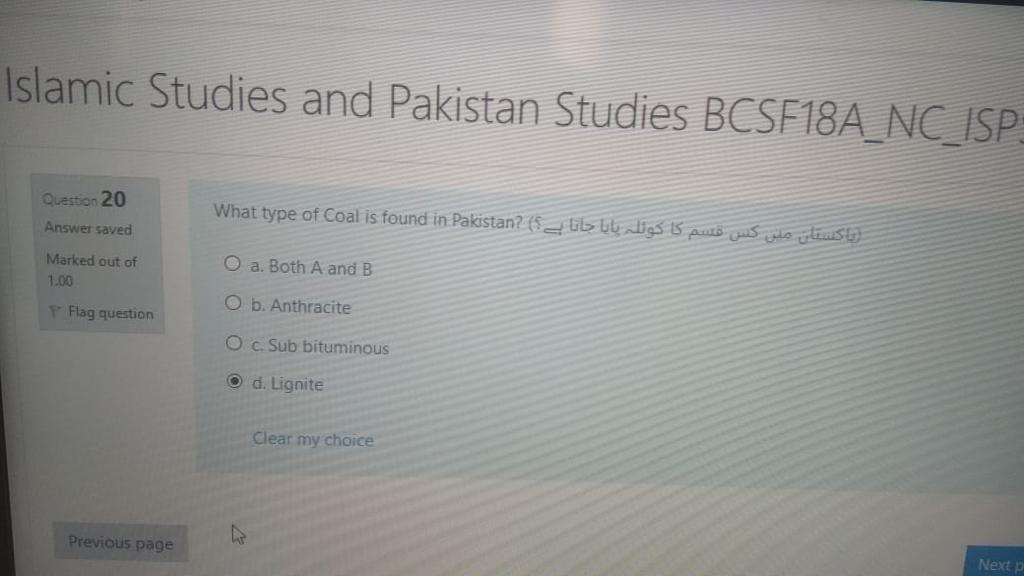 Islamic Studies and Pakistan Studies BCSF18A_NC_ISP
Question 20
Answer saved
Marked out of
1.00
Flag question
What type of Coal is found in Pakistan? (پاکستان میں کس قسم کا کوئلہ پایا جاتا ہے؟)
a. Both A and B
b. Anthracite
c. Sub bituminous
d. Lignite
Clear my choice
Previous page
Next p